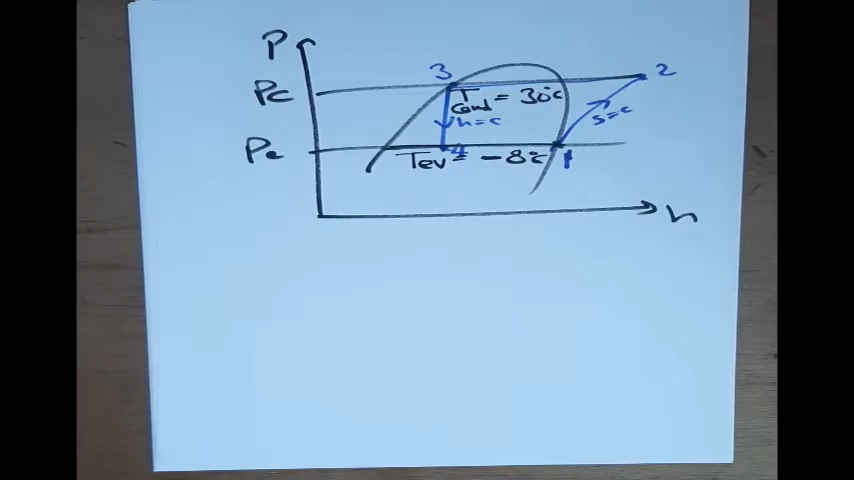 P
3
2
Pc
Tcond = 30°c
h=c
s=c
Pe
4
1
Tev = -8°c
h